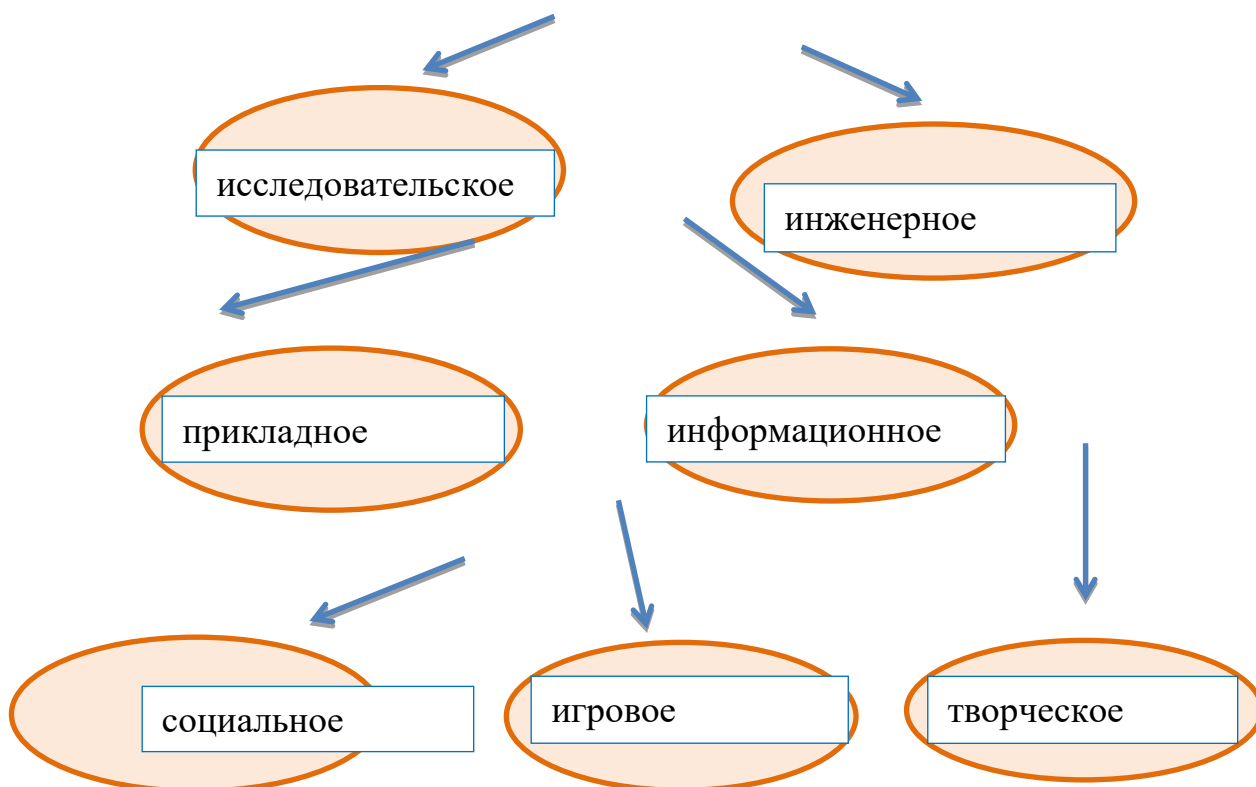 исследовательское
инженерное
прикладное
информационное
социальное
игровое
творческое